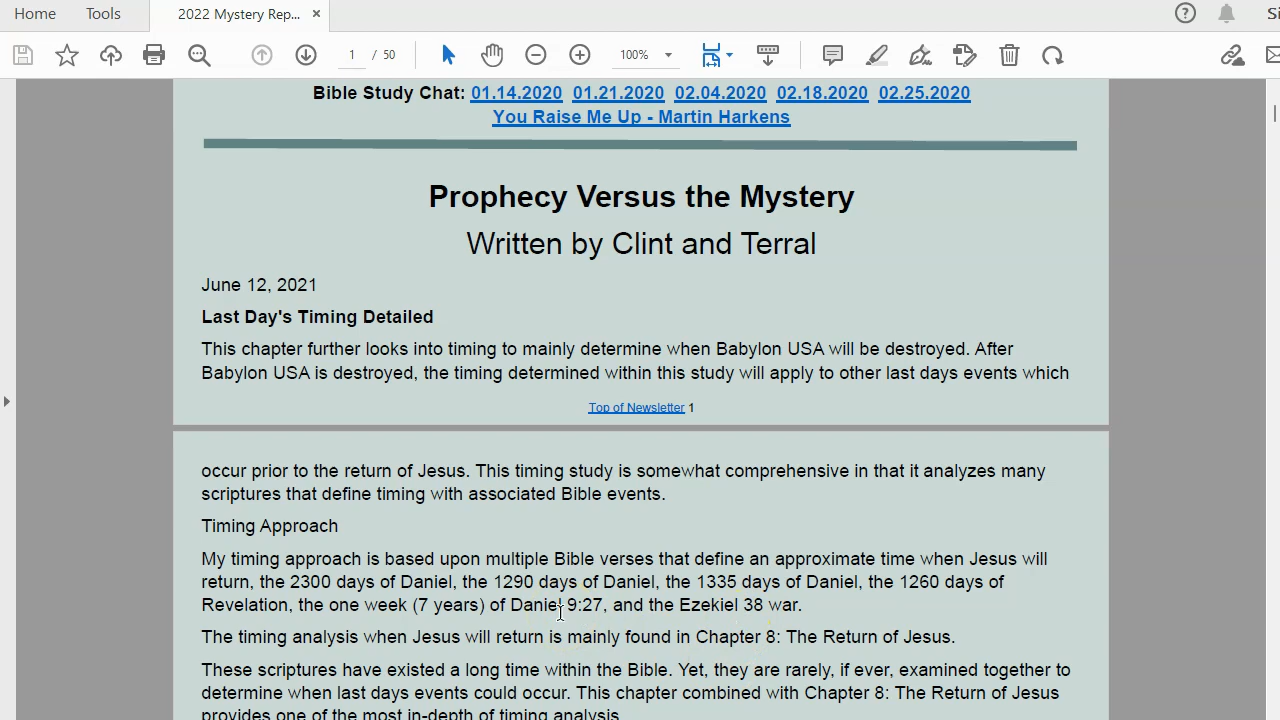 Home Tools 2022 Mystery Rep... × Si
1 / 50 100%
Bible Study Chat: 01.14.2020 01.21.2020 02.04.2020 02.18.2020 02.25.2020
You Raise Me Up - Martin Harkens
Prophecy Versus the Mystery
Written by Clint and Terral
June 12, 2021
Last Day's Timing Detailed
This chapter further looks into timing to mainly determine when Babylon USA will be destroyed. After
Babylon USA is destroyed, the timing determined within this study will apply to other last days events which
Top of Newsletter 1
occur prior to the return of Jesus. This timing study is somewhat comprehensive in that it analyzes many
scriptures that define timing with associated Bible events.
Timing Approach
My timing approach is based upon multiple Bible verses that define an approximate time when Jesus will
return, the 2300 days of Daniel, the 1290 days of Daniel, the 1335 days of Daniel, the 1260 days of
Revelation, the one week (7 years) of Daniel 9:27, and the Ezekiel 38 war.
The timing analysis when Jesus will return is mainly found in Chapter 8: The Return of Jesus.
These scriptures have existed a long time within the Bible. Yet, they are rarely, if ever, examined together to
determine when last days events could occur. This chapter combined with Chapter 8: The Return of Jesus
provides one of the most in-depth of timing analysis.